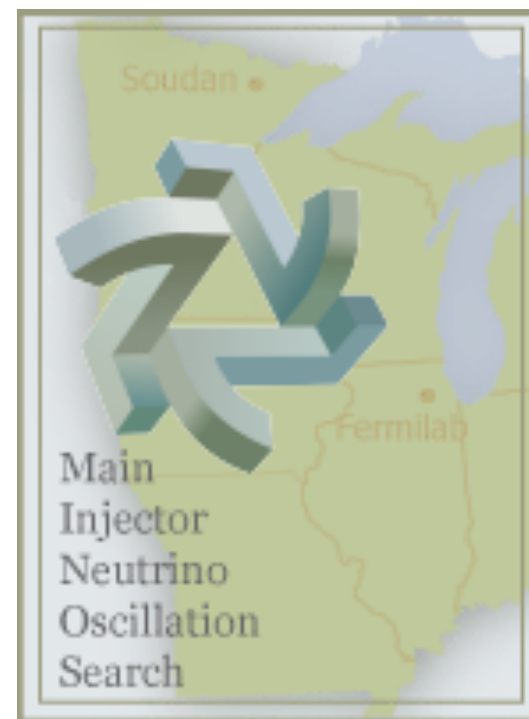 Soudan
Fermilab
Main
Injector
Neutrino
Oscillation
Search